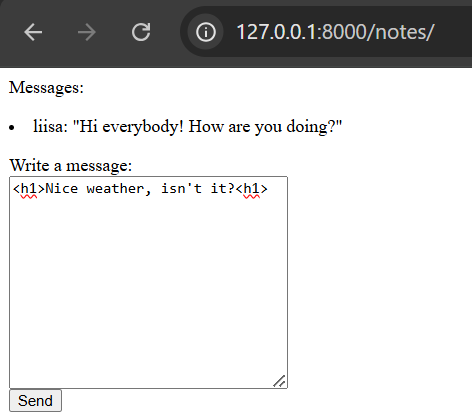 127.0.0.1:8000/notes/
Messages:
• liisa: "Hi everybody! How are you doing?"
Write a message:
<h1>Nice weather, isn't it?<h1>
Send